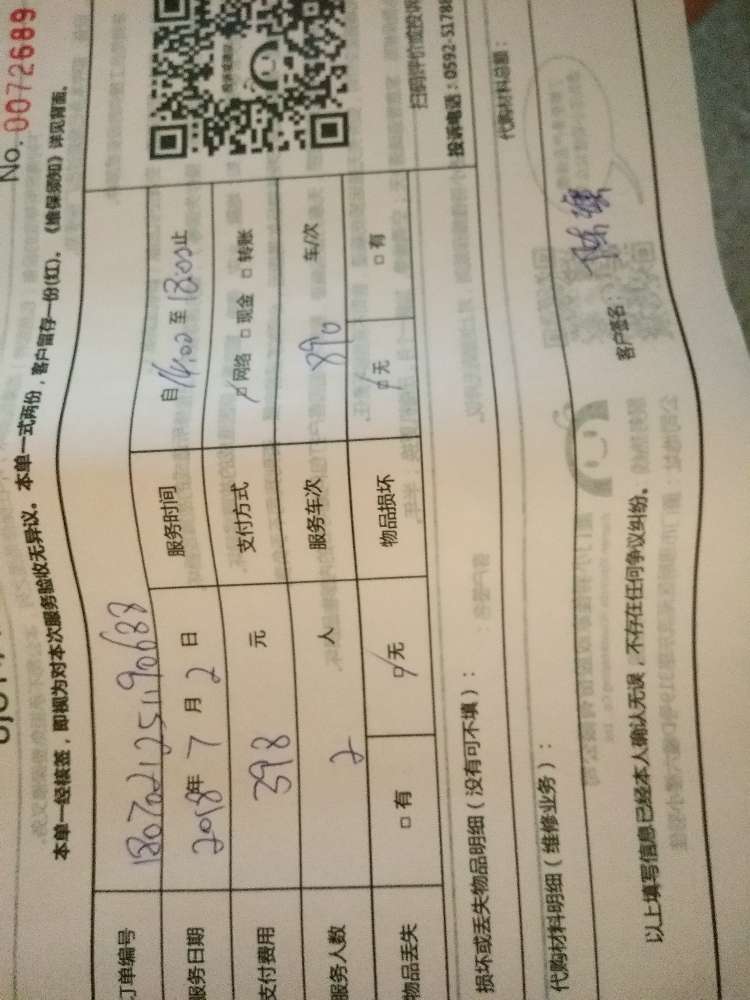 No. 0072689
本单一经核签，即视为对本次服务验收无异议。本单一式两份，客户留存一份(红)。《维保须知》详见背面。
订单编号 180702125190688
服务日期 2018年7月2日 服务时间 自14:00至18:00止
支付费用 398 元 支付方式 ☑网络 □现金 □转账
服务人数 2 人 服务车次 890 车/次
物品丢失 □有 ☑无 物品损坏 ☑无 □有
扫码评价或投诉
投诉电话：0592-5178
损坏或丢失物品明细（没有可不填）：
代购材料明细（维修业务）： 代购材料总额：
以上填写信息已经本人确认无误，不存在任何争议纠纷。 客户签名：